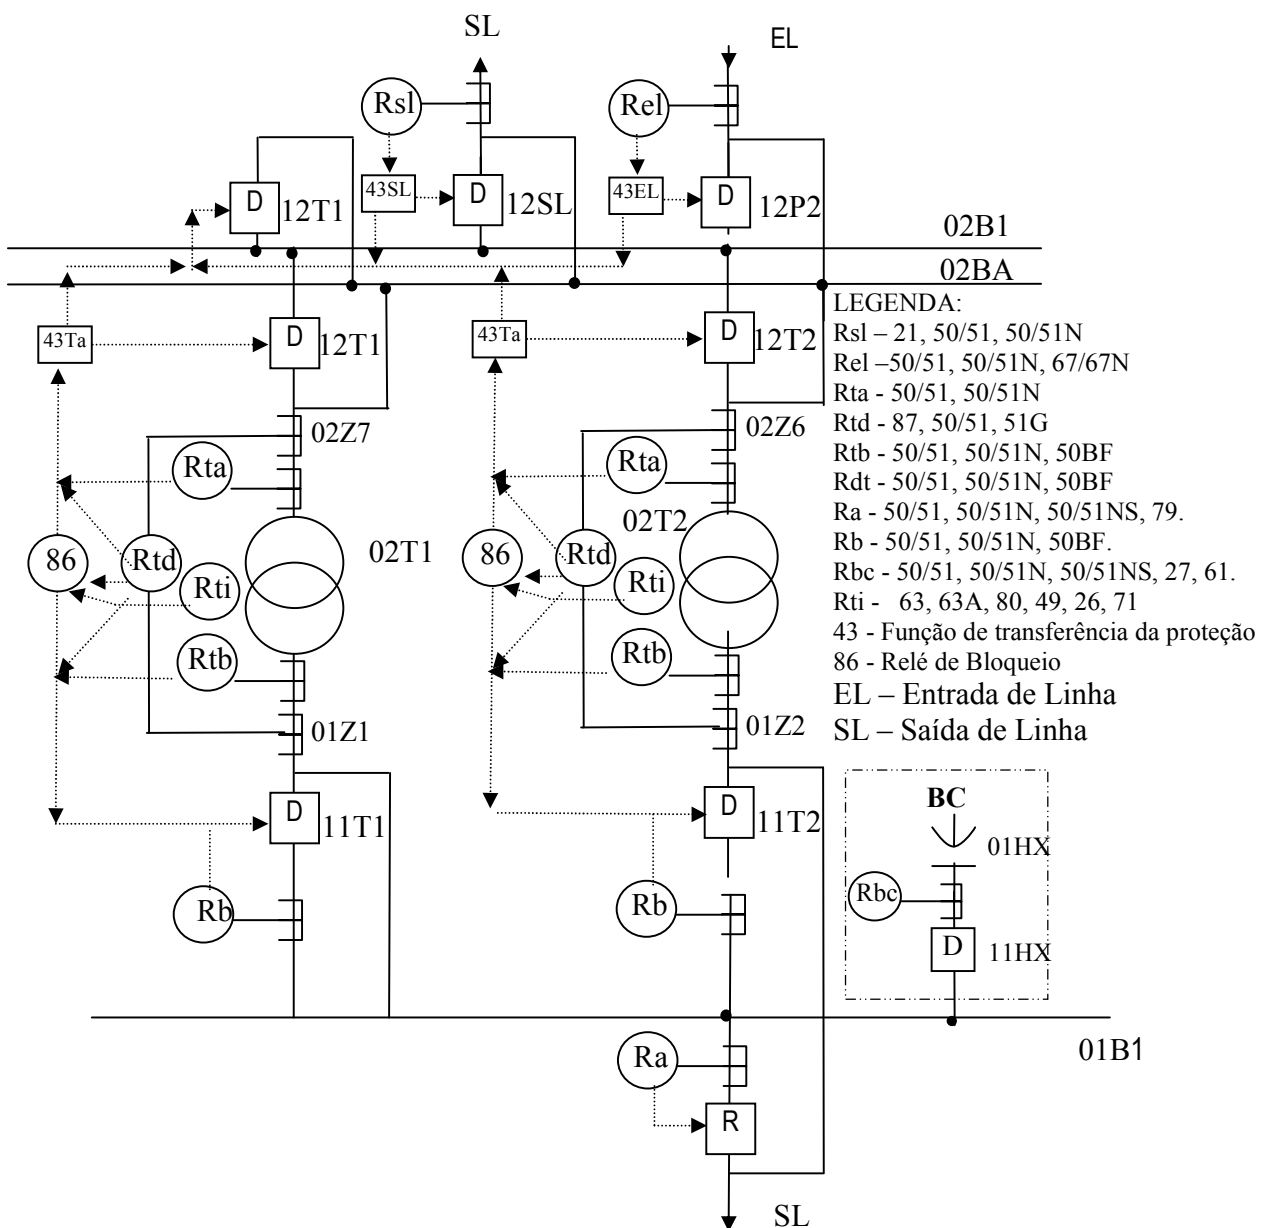 SL
EL
Rsl
Rel
43SL
43EL
D
12T1
D
12SL
D
12P2
02B1
02BA
43Ta
D
12T1
43Ta
D
12T2
LEGENDA:
Rsl – 21, 50/51, 50/51N
Rel –50/51, 50/51N, 67/67N
Rta - 50/51, 50/51N
Rtd - 87, 50/51, 51G
Rtb - 50/51, 50/51N, 50BF
Rdt - 50/51, 50/51N, 50BF
Ra - 50/51, 50/51N, 50/51NS, 79.
Rb - 50/51, 50/51N, 50BF.
Rbc - 50/51, 50/51N, 50/51NS, 27, 61.
Rti - 63, 63A, 80, 49, 26, 71
43 - Função de transferência da proteção
86 - Relé de Bloqueio
EL – Entrada de Linha
SL – Saída de Linha
02Z7
02Z6
Rta
Rta
02T2
86
Rtd
02T1
86
Rtd
Rti
Rti
Rtb
Rtb
01Z1
01Z2
D
11T1
D
11T2
BC
01HX
Rbc
D
11HX
Rb
Rb
01B1
Ra
R
SL